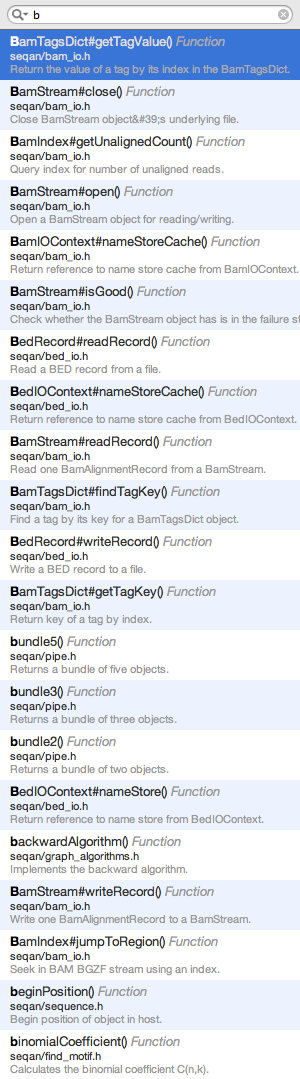 b
BamTagsDict#getTagValue() Function
seqan/bam_io.h
Return the value of a tag by its index in the BamTagsDict.
BamStream#close() Function
seqan/bam_io.h
Close BamStream object&#39;s underlying file.
BamIndex#getUnalignedCount() Function
seqan/bam_io.h
Query index for number of unaligned reads.
BamStream#open() Function
seqan/bam_io.h
Open a BamStream object for reading/writing.
BamIOContext#nameStoreCache() Function
seqan/bam_io.h
Return reference to name store cache from BamIOContext.
BamStream#isGood() Function
seqan/bam_io.h
Check whether the BamStream object has is in the failure st
BedRecord#readRecord() Function
seqan/bed_io.h
Read a BED record from a file.
BedIOContext#nameStoreCache() Function
seqan/bed_io.h
Return reference to name store cache from BedIOContext.
BamStream#readRecord() Function
seqan/bam_io.h
Read one BamAlignmentRecord from a BamStream.
BamTagsDict#findTagKey() Function
seqan/bam_io.h
Find a tag by its key for a BamTagsDict object.
BedRecord#writeRecord() Function
seqan/bed_io.h
Write a BED record to a file.
BamTagsDict#getTagKey() Function
seqan/bam_io.h
Return key of a tag by index.
bundle5() Function
seqan/pipe.h
Returns a bundle of five objects.
bundle3() Function
seqan/pipe.h
Returns a bundle of three objects.
bundle2() Function
seqan/pipe.h
Returns a bundle of two objects.
BedIOContext#nameStore() Function
seqan/bed_io.h
Return reference to name store from BedIOContext.
backwardAlgorithm() Function
seqan/graph_algorithms.h
Implements the backward algorithm.
BamStream#writeRecord() Function
seqan/bam_io.h
Write one BamAlignmentRecord to a BamStream.
BamIndex#jumpToRegion() Function
seqan/bam_io.h
Seek in BAM BGZF stream using an index.
beginPosition() Function
seqan/sequence.h
Begin position of object in host.
binomialCoefficient() Function
seqan/find_motif.h
Calculates the binomial coefficient C(n,k).